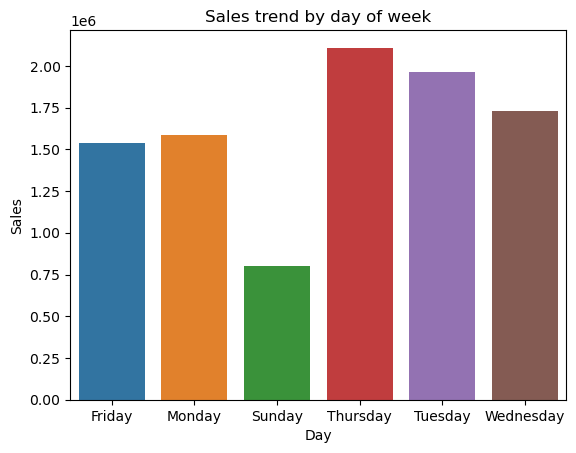 Sales trend by day of week
1e6
2.00
1.75
1.50
1.25
1.00
0.75
0.50
0.25
0.00
Sales
Friday Monday Sunday Thursday Tuesday Wednesday
Day